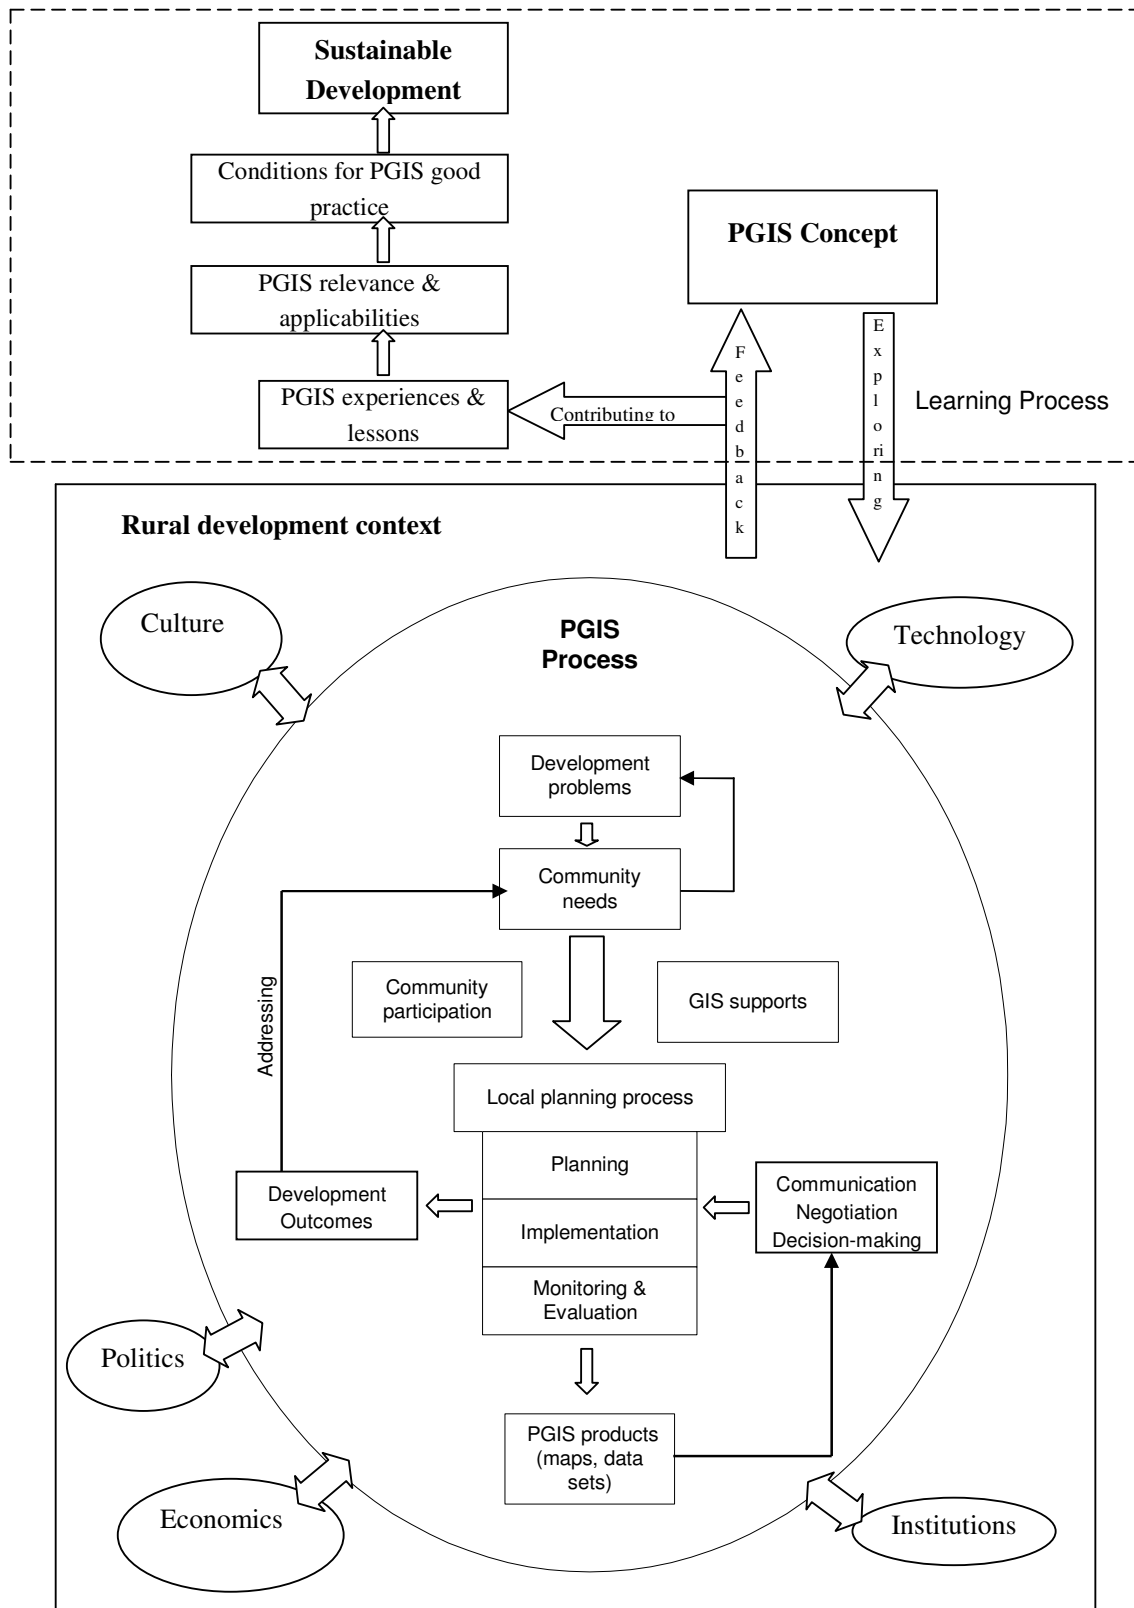 Sustainable
Development
Conditions for PGIS good
practice
PGIS relevance &
applicabilities
PGIS experiences &
lessons
Contributing to
PGIS Concept
Feedback
Exploring
Learning Process
Rural development context
Culture
Technology
PGIS
Process
Development
problems
Community
needs
Community
participation
GIS supports
Addressing
Local planning process
Planning
Implementation
Monitoring &
Evaluation
Development
Outcomes
Communication
Negotiation
Decision-making
PGIS products
(maps, data
sets)
Politics
Economics
Institutions